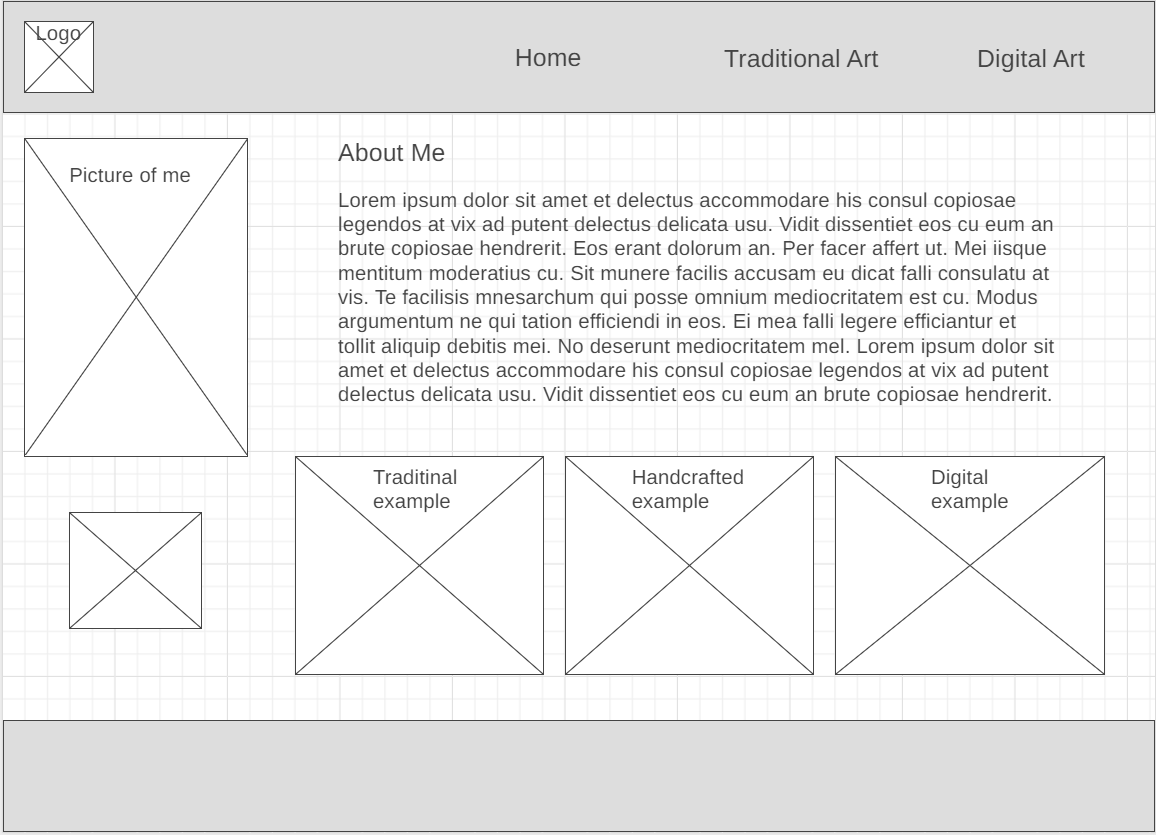 Logo
Home
Traditional Art
Digital Art
Picture of me
About Me
Lorem ipsum dolor sit amet et delectus accommodare his consul copiosae
legendos at vix ad putent delectus delicata usu. Vidit dissentiet eos cu eum an
brute copiosae hendrerit. Eos erant dolorum an. Per facer affert ut. Mei iisque
mentitum moderatius cu. Sit munere facilis accusam eu dicat falli consulatu at
vis. Te facilisis mnesarchum qui posse omnium mediocritatem est cu. Modus
argumentum ne qui tation efficiendi in eos. Ei mea falli legere efficiantur et
tollit aliquip debitis mei. No deserunt mediocritatem mel. Lorem ipsum dolor sit
amet et delectus accommodare his consul copiosae legendos at vix ad putent
delectus delicata usu. Vidit dissentiet eos cu eum an brute copiosae hendrerit.
Traditinal
example
Handcrafted
example
Digital
example